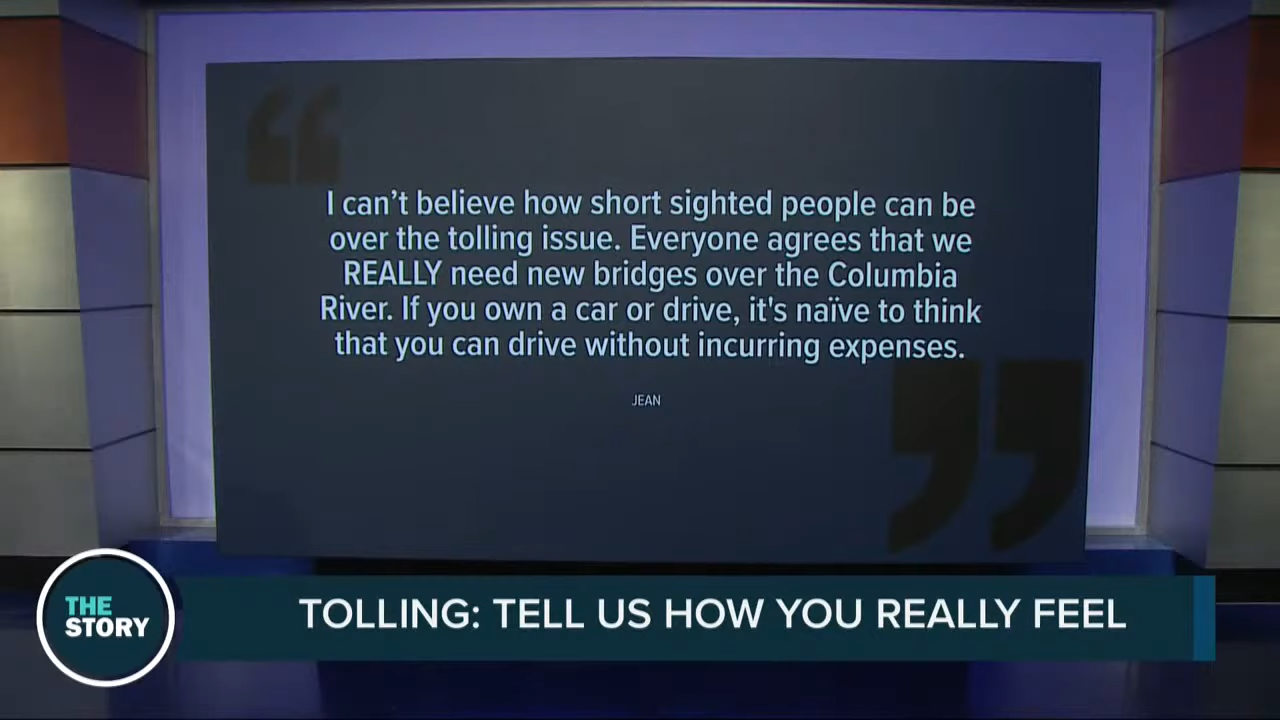 I can’t believe how short sighted people can be
over the tolling issue. Everyone agrees that we
REALLY need new bridges over the Columbia
River. If you own a car or drive, it's naïve to think
that you can drive without incurring expenses.
JEAN
THE
STORY
TOLLING: TELL US HOW YOU REALLY FEEL